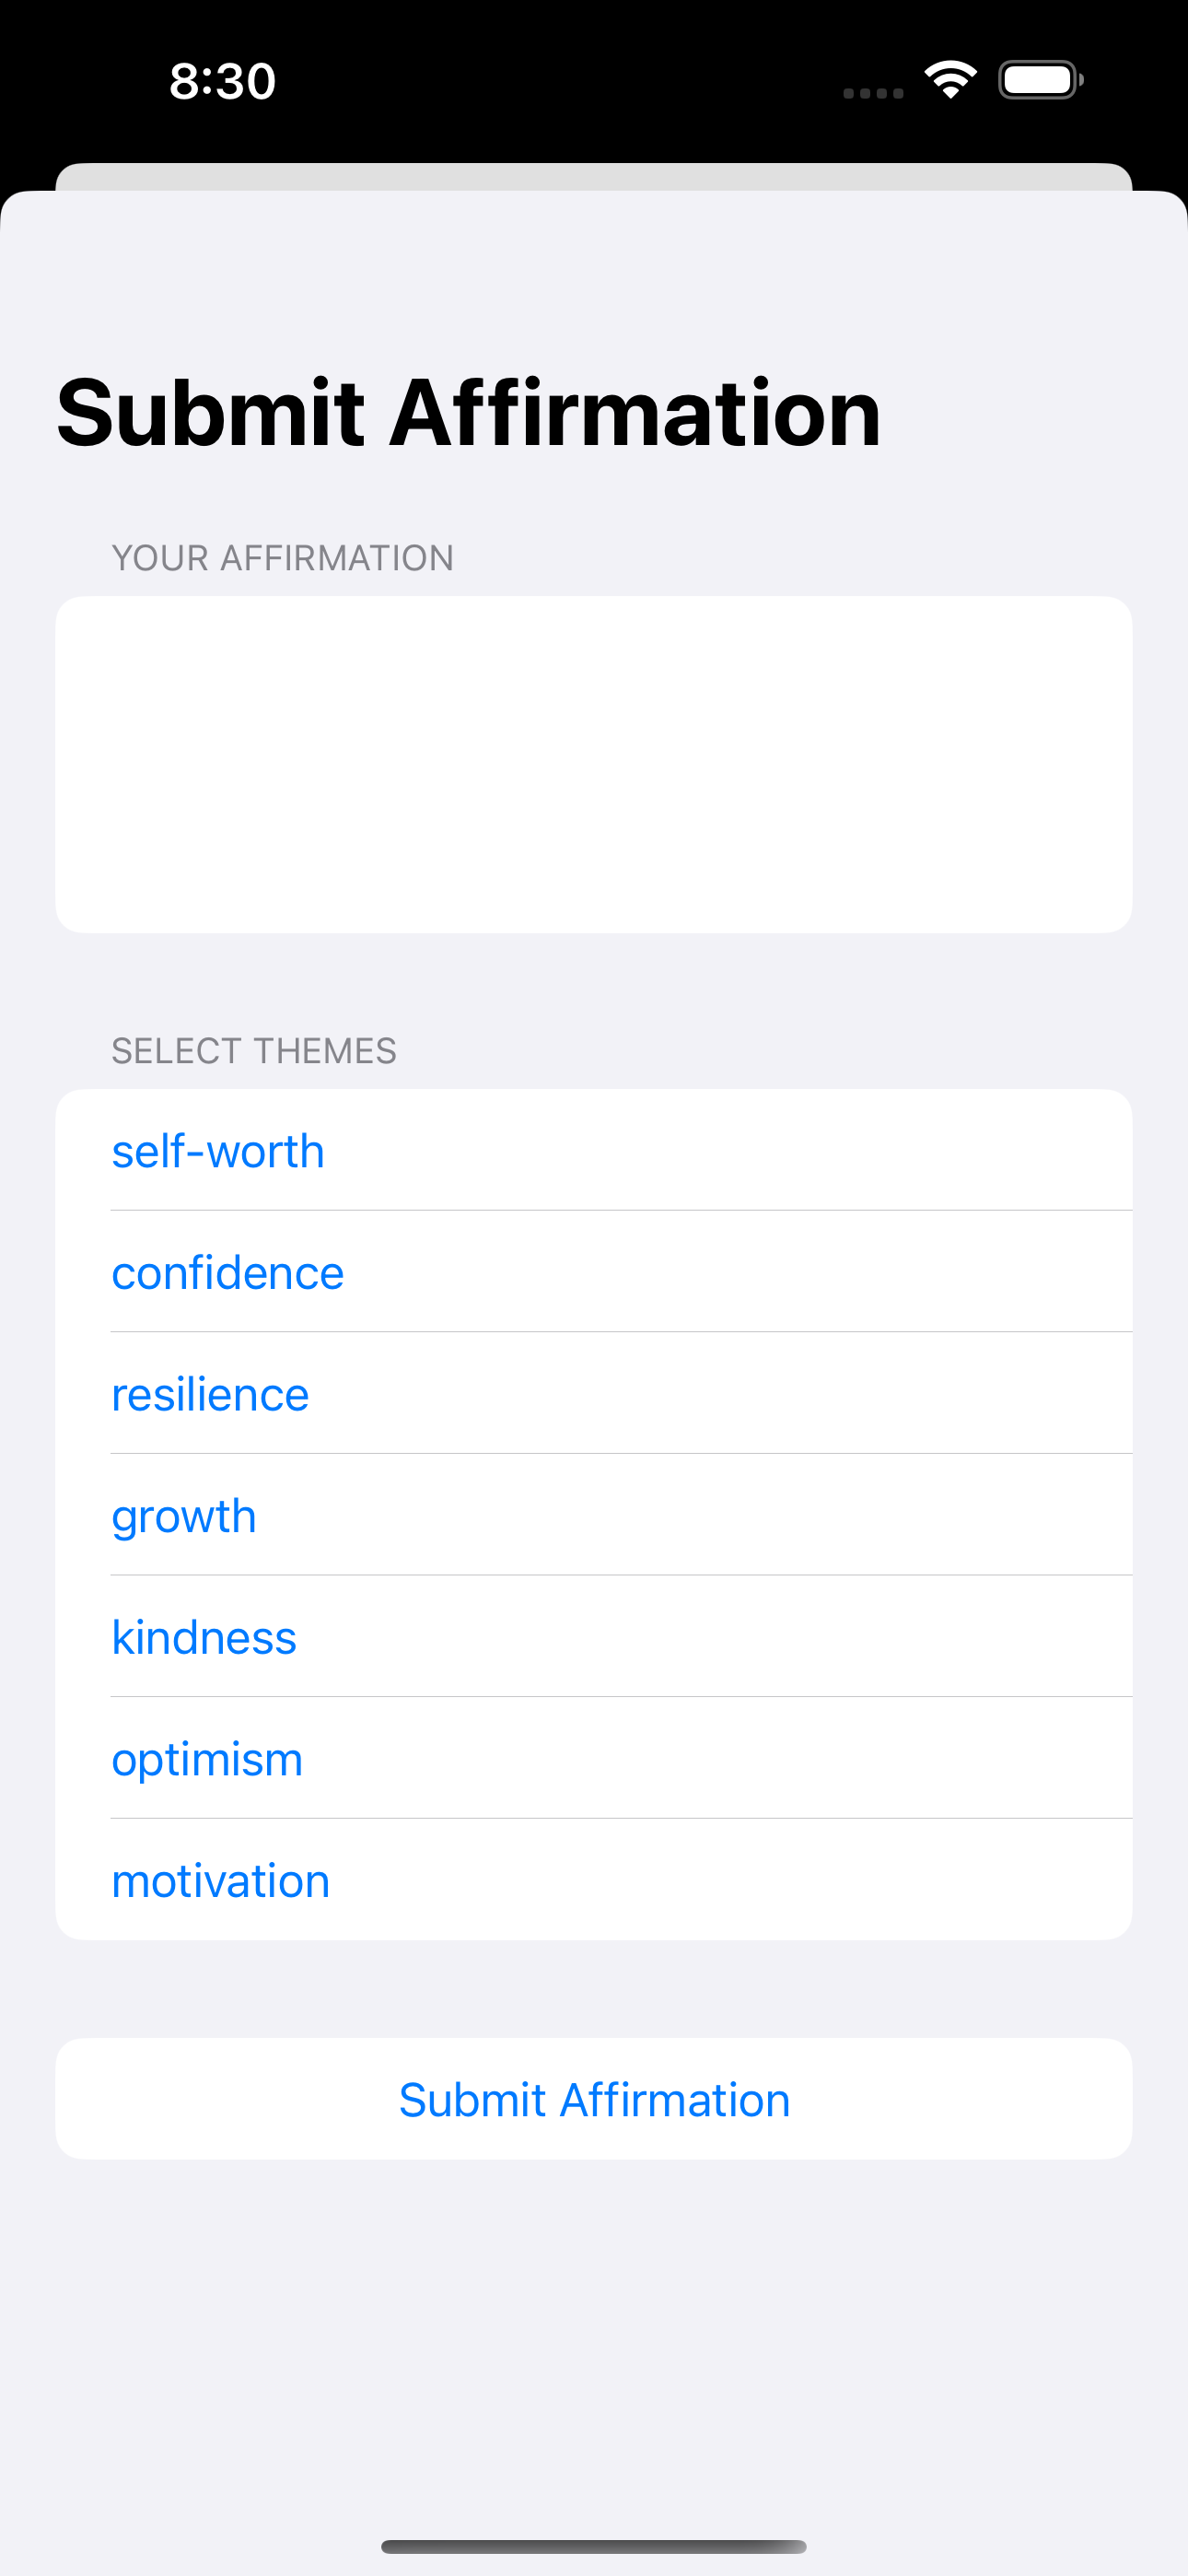 8:30
Submit Affirmation
YOUR AFFIRMATION
SELECT THEMES
self-worth
confidence
resilience
growth
kindness
optimism
motivation
Submit Affirmation